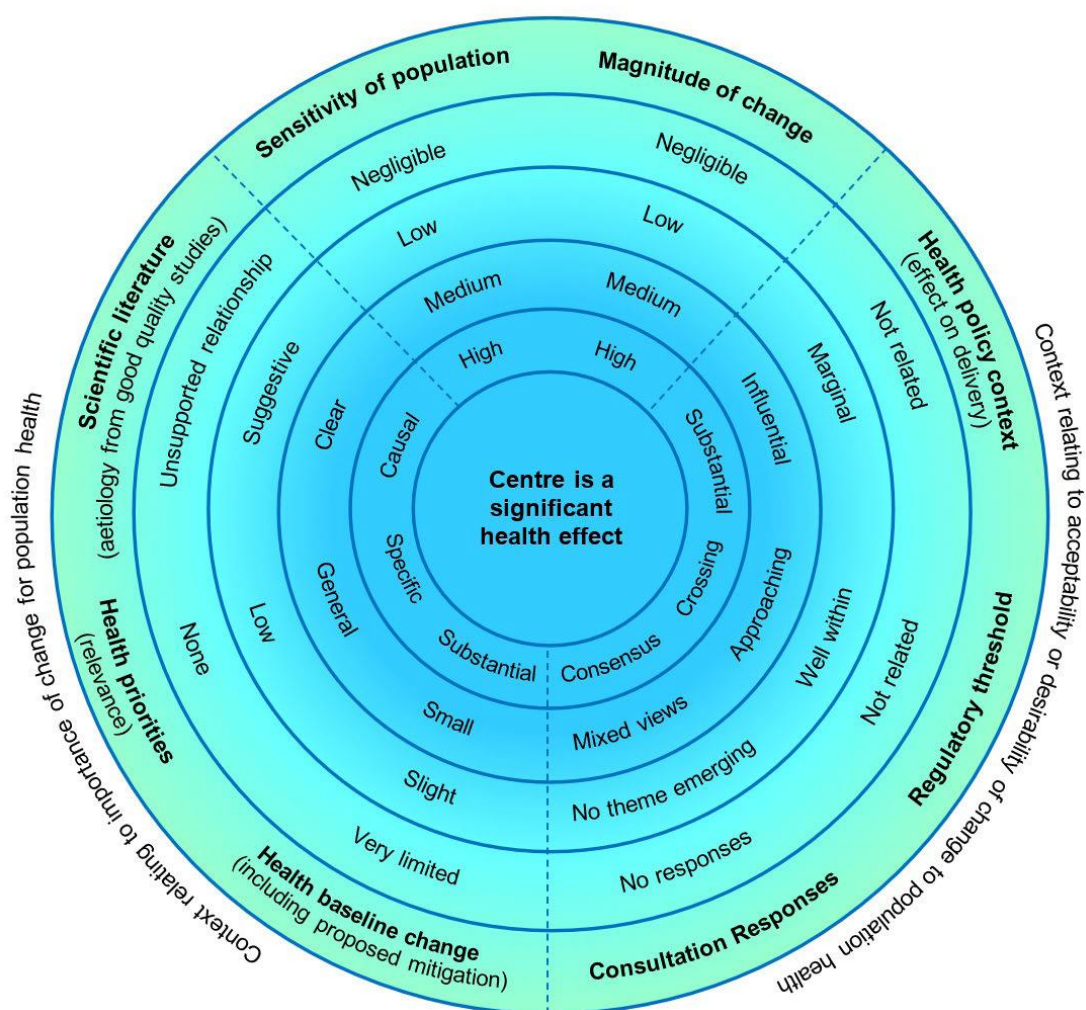 Sensitivity of population
Magnitude of change
Negligible
Negligible
Low
Low
Medium
Medium
High
High
Scientific literature
(aetiology from good quality studies)
Unsupported relationship
Suggestive
Clear
Causal
Health policy context
(effect on delivery)
Not related
Marginal
Influential
Substantial
Centre is a
significant
health effect
Health priorities
(relevance)
None
Low
General
Specific
Regulatory threshold
Not related
Well within
Approaching
Crossing
Health baseline change
(including proposed mitigation)
Very limited
Slight
Small
Substantial
Consultation Responses
No responses
No theme emerging
Mixed views
Consensus
Context relating to importance of change for population health
Context relating to acceptability or desirability of change to population health